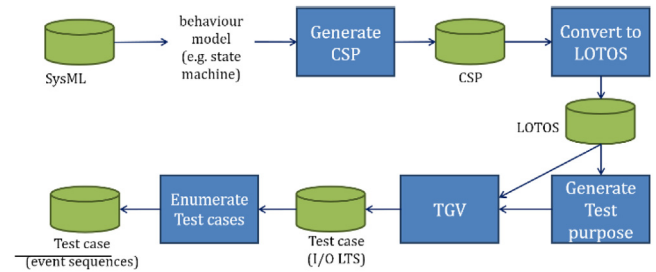 SysML
behaviour
model
(e.g. state
machine)
Generate
CSP
CSP
Convert to
LOTOS
LOTOS
Generate
Test
purpose
TGV
Test case
(I/O LTS)
Enumerate
Test cases
Test case
(event sequences)